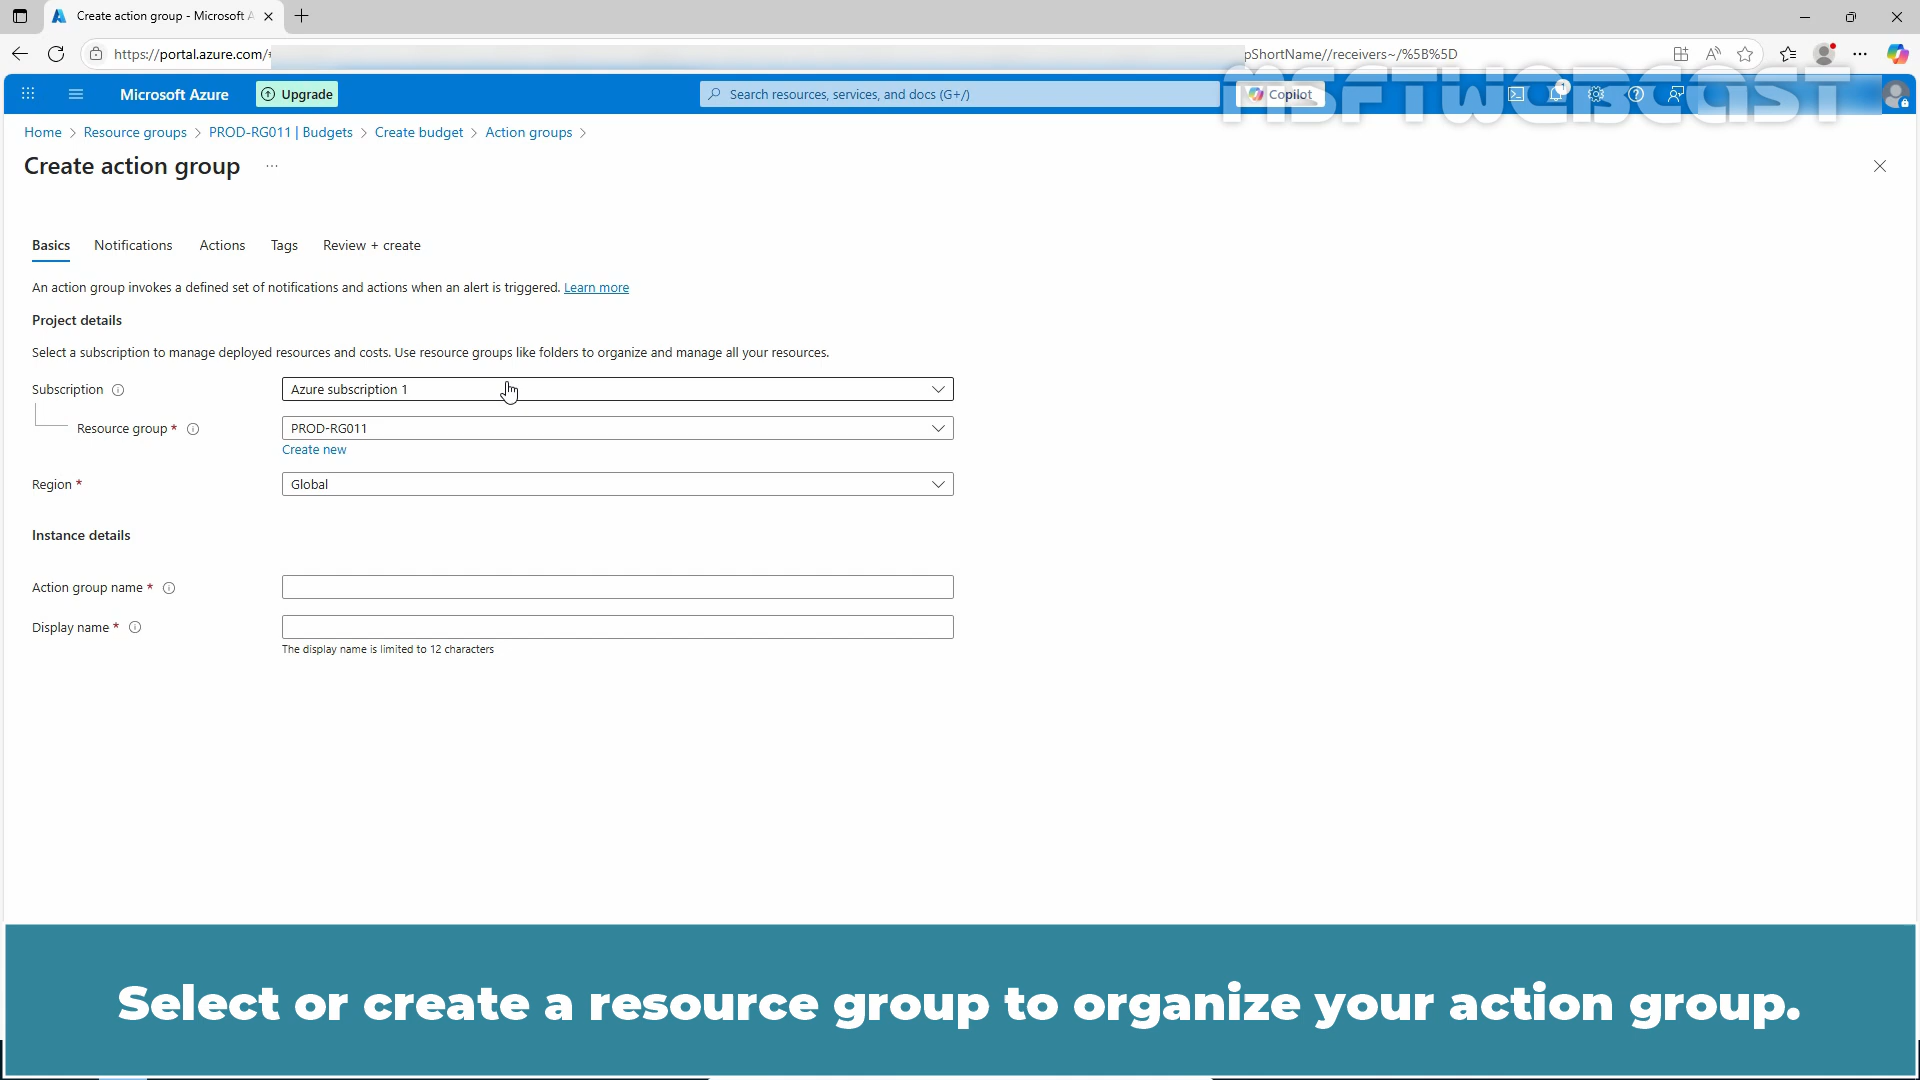 Create action group - Microsoft A
https://portal.azure.com/#
pShortName//receivers~/%5B%5D
Microsoft Azure
Upgrade
Search resources, services, and docs (G+/)
Copilot
1
MSFTWEBCAST
Home > Resource groups > PROD-RG011 | Budgets > Create budget > Action groups >
Create action group ...
Basics Notifications Actions Tags Review + create
An action group invokes a defined set of notifications and actions when an alert is triggered. Learn more
Project details
Select a subscription to manage deployed resources and costs. Use resource groups like folders to organize and manage all your resources.
Subscription
Azure subscription 1
Resource group *
PROD-RG011
Create new
Region *
Global
Instance details
Action group name *
Display name *
The display name is limited to 12 characters
Select or create a resource group to organize your action group.